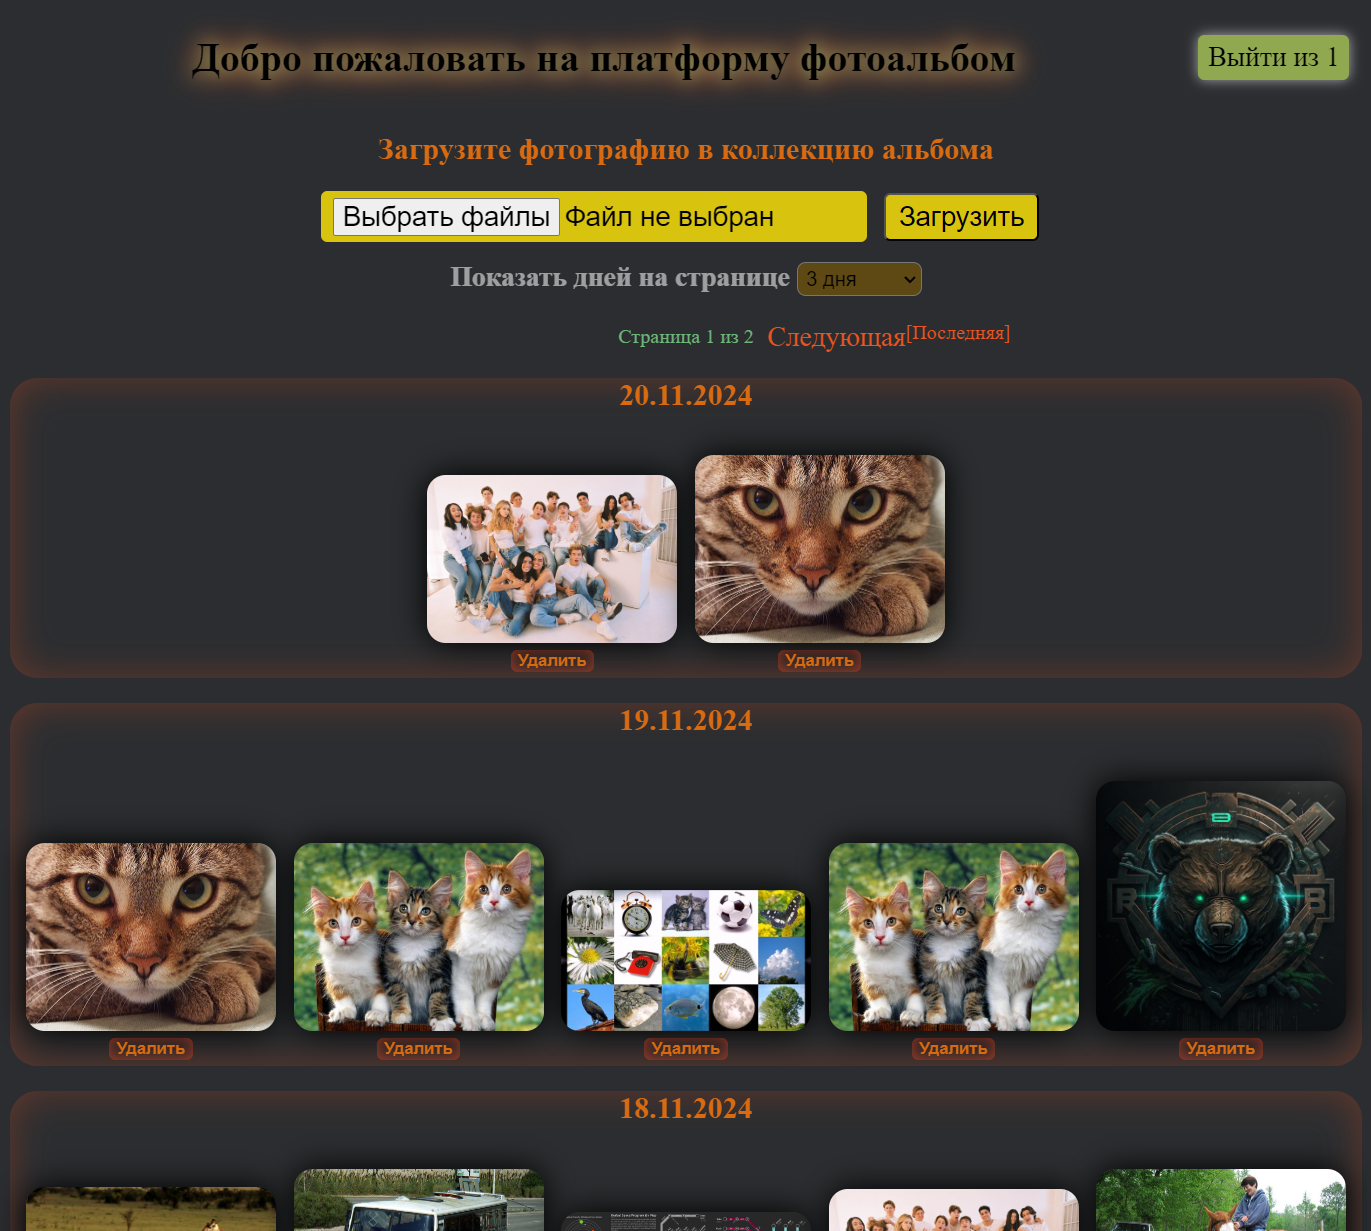 Добро пожаловать на платформу фотоальбом
Выйти из 1
Загрузите фотографию в коллекцию альбома
Выбрать файлы Файл не выбран
Загрузить
Показать дней на странице 3 дня
Страница 1 из 2 Следующая[Последняя]
20.11.2024
Удалить Удалить
19.11.2024
Удалить Удалить Удалить Удалить Удалить
18.11.2024